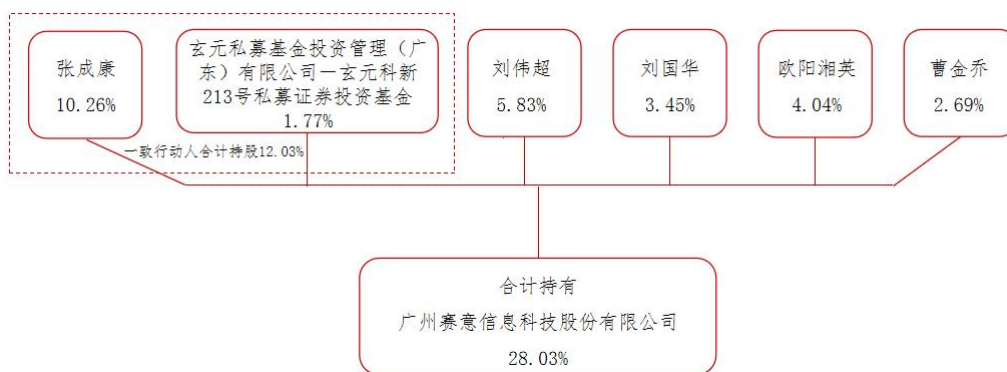 张成康
10.26%
玄元私募基金投资管理（广
东）有限公司—玄元科新
213号私募证券投资基金
1.77%
刘伟超
5.83%
刘国华
3.45%
欧阳湘英
4.04%
曹金乔
2.69%
一致行动人合计持股12.03%
合计持有
广州赛意信息科技股份有限公司
28.03%